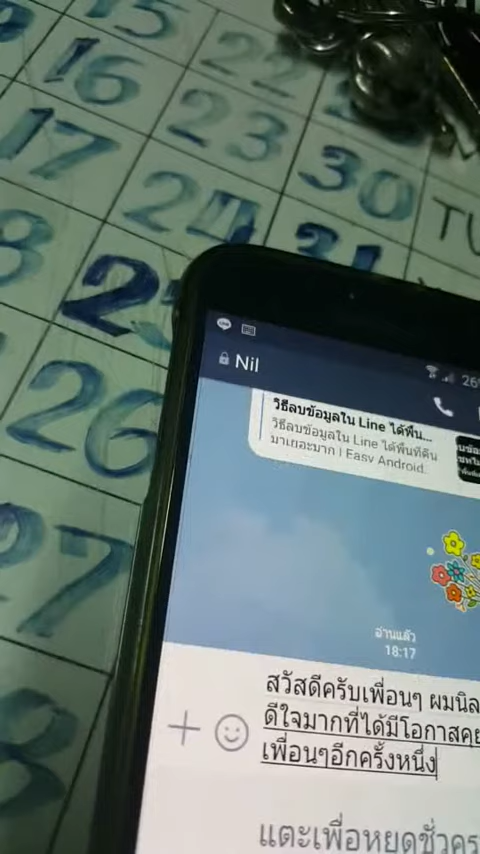 15
22
16
23
30
17
24
31
TU
26
27
LINE
26%
Nil
วิธีลบข้อมูลใน Line ได้พื้น...
วิธีลบข้อมูลใน Line ได้พื้นที่คืน
มาเยอะมาก | Easy Android.
อ่านแล้ว
18:17
สวัสดีครับเพื่อนๆ ผมนิล
ดีใจมากที่ได้มีโอกาสคุย
เพื่อนๆอีกครั้งหนึ่ง
แตะเพื่อหยุดชั่วคร